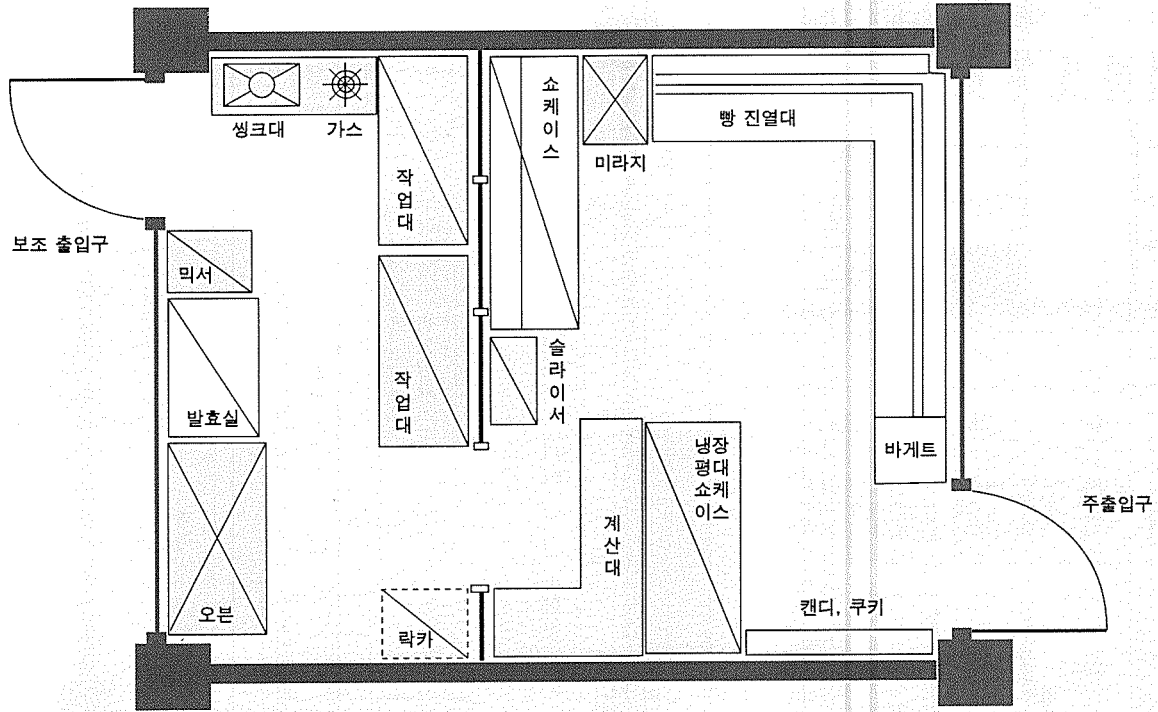 씽크대
가스
작업대
쇼케이스
미라지
빵 진열대
보조 출입구
믹서
발효실
작업대
슬라이서
오븐
락카
계산대
냉장
평대
쇼케
이스
바게트
주출입구
캔디, 쿠키